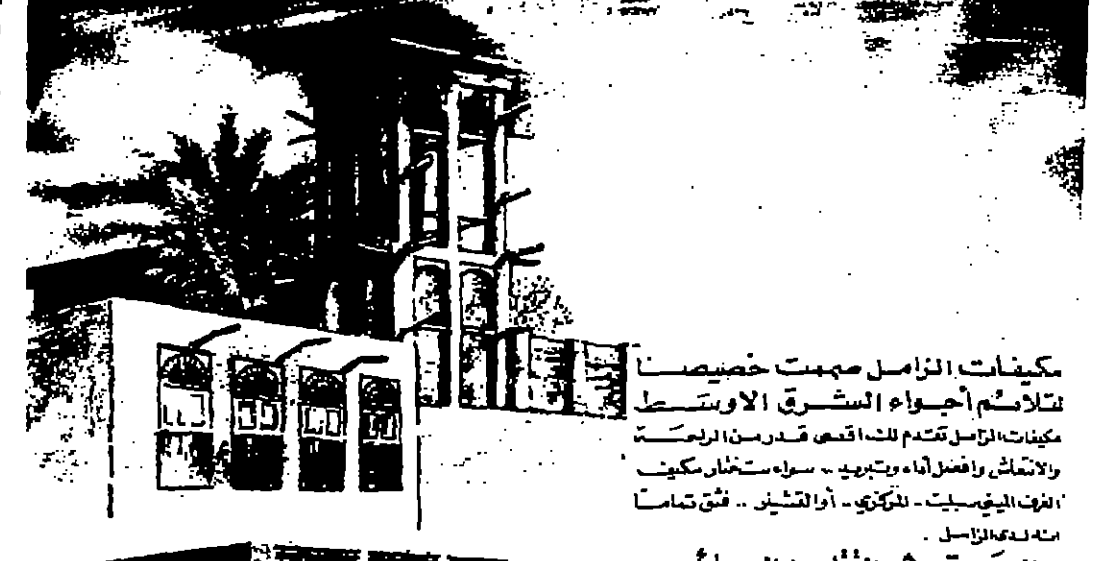 مكيفات الزامل صممت خصيصا
لتلائم أجواء الشرق الاوسط
مكيفات الزامل تقدم لك اقصى قدر من الراحة
والانتعاش وافضل أداء وتبريد .. سواء ستختار مكيف
الغرف الميني سبليت - المركزي - أو التشيلر .. فثق تماما
انه لدى الزامل .